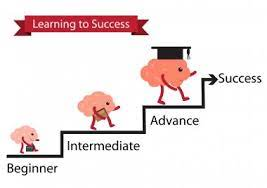 Learning to Success
Success
Advance
Intermediate
Beginner